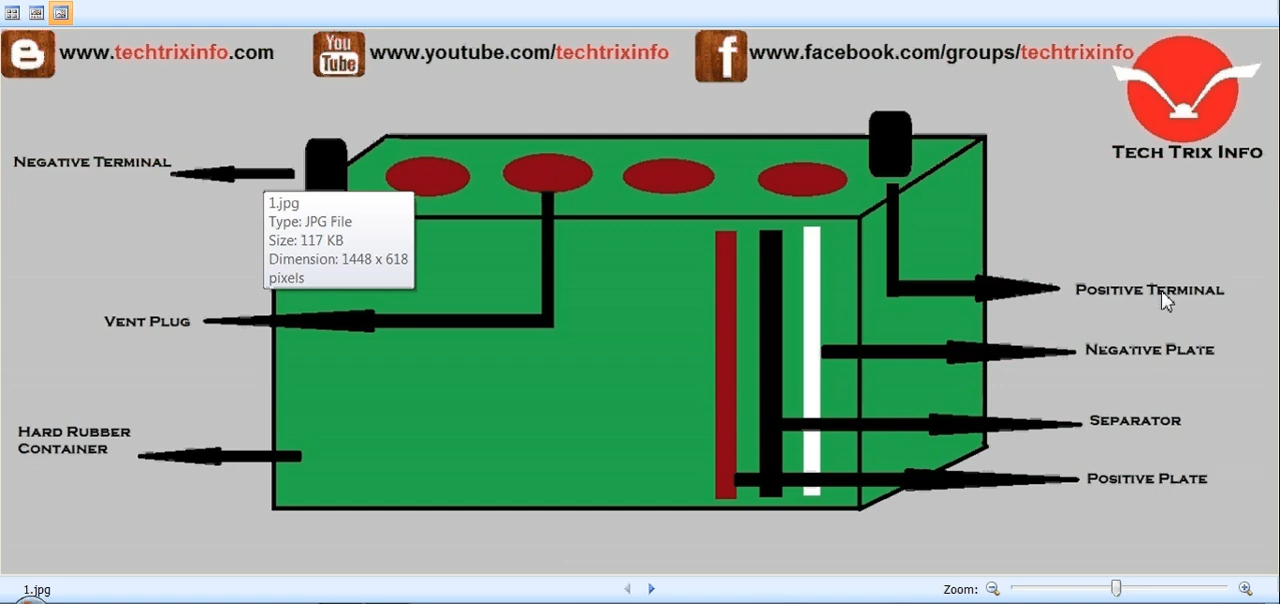 www.techtrixinfo.com
You
Tube
www.youtube.com/techtrixinfo
f
www.facebook.com/groups/techtrixinfo
Tech Trix Info
Negative Terminal
1.jpg
Type: JPG File
Size: 117 KB
Dimension: 1448 x 618
pixels
Positive Terminal
Vent Plug
Negative Plate
Separator
Hard Rubber
Container
Positive Plate
1.jpg
Zoom: